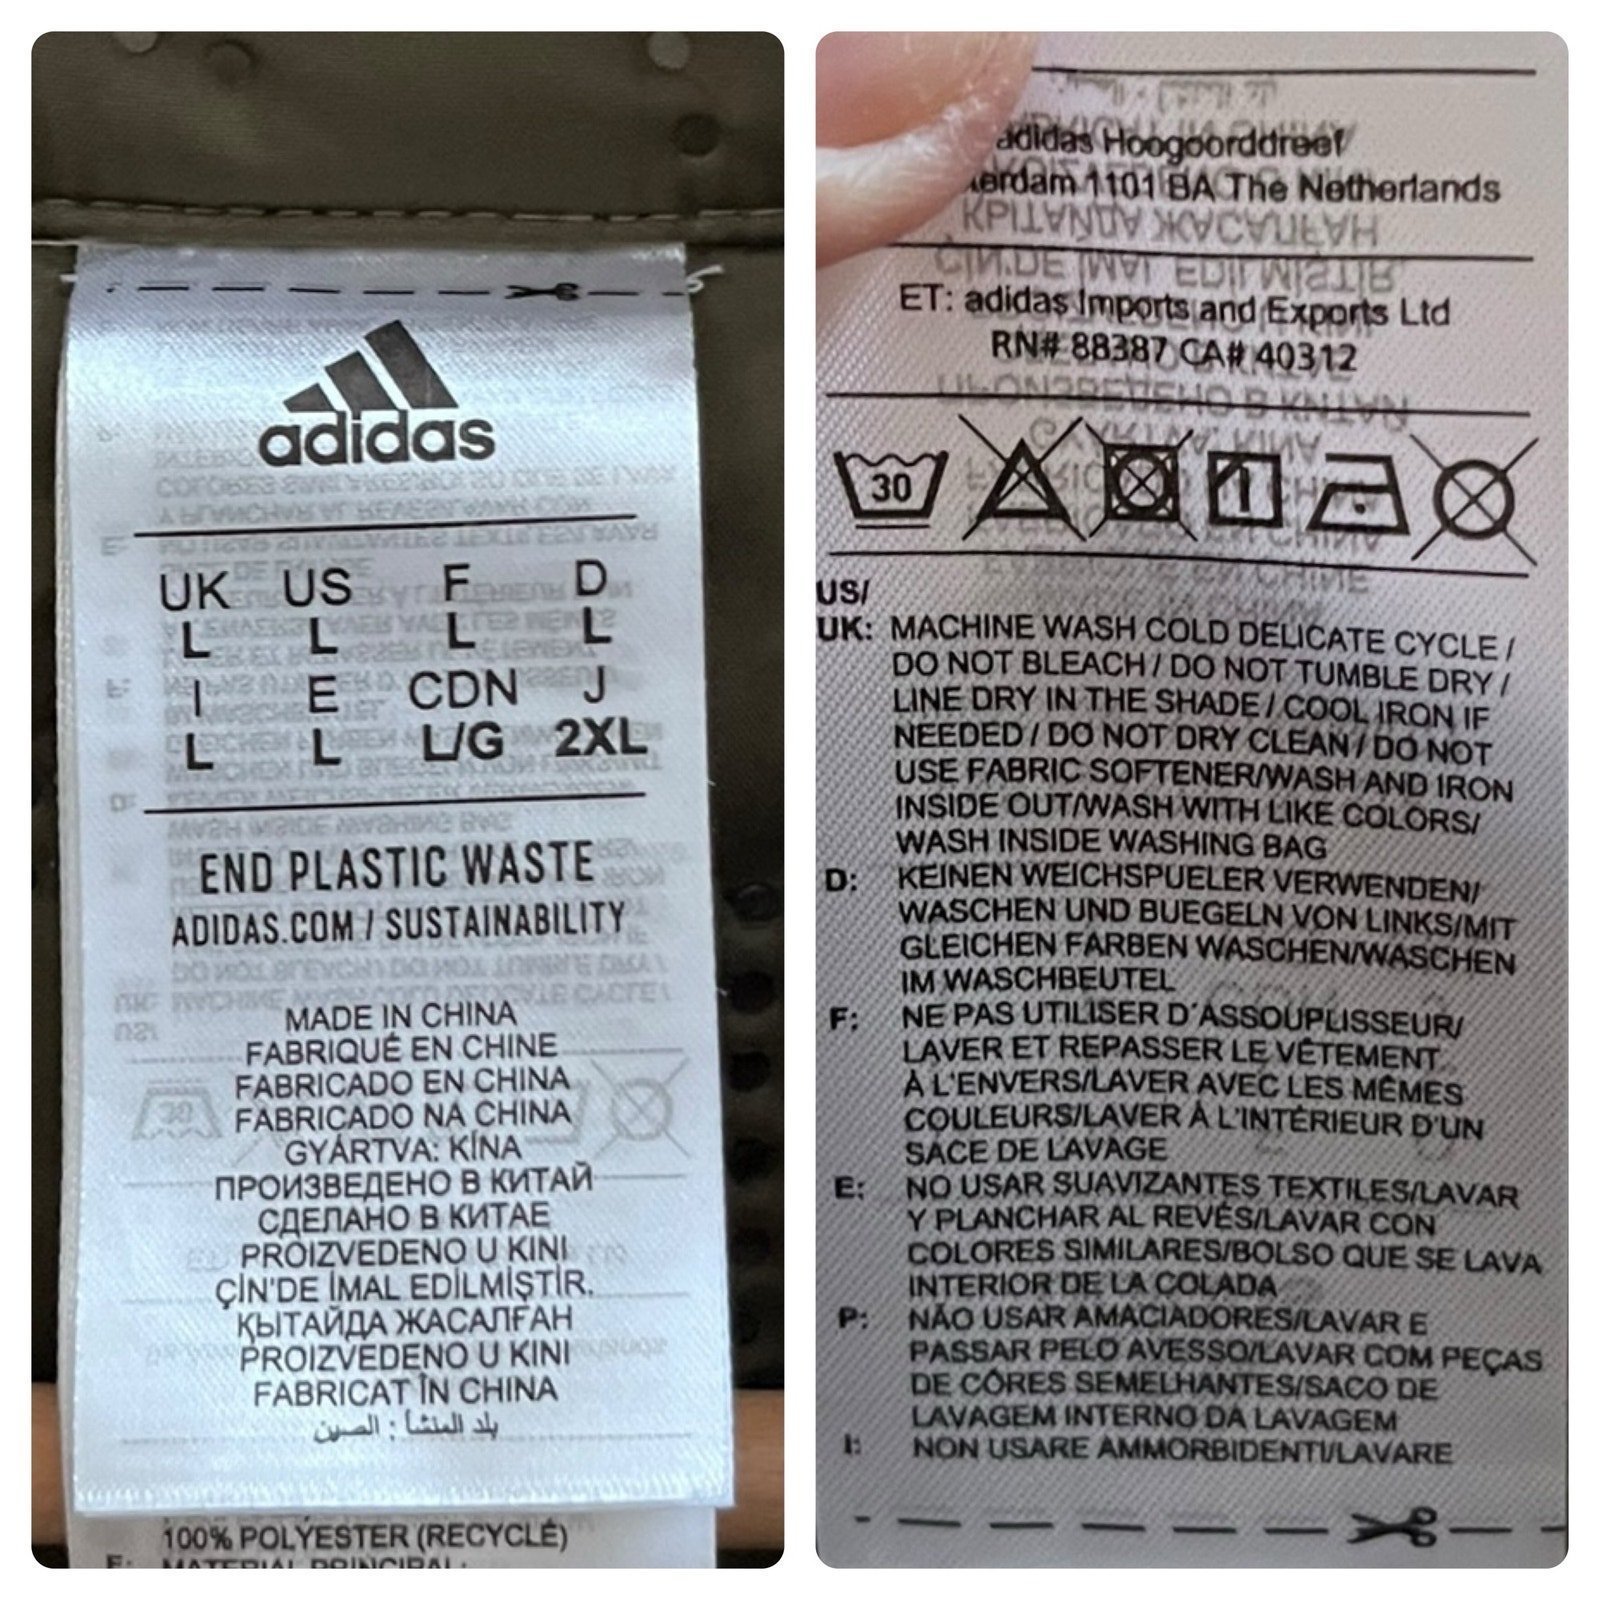 adidas
UK US F D
L L L L
I E CDN J
L L L/G 2XL
END PLASTIC WASTE
ADIDAS.COM / SUSTAINABILITY
MADE IN CHINA
FABRIQUÉ EN CHINE
FABRICADO EN CHINA
FABRICADO NA CHINA
GYÁRTVA: KÍNA
ПРОИЗВЕДЕНО В КИТАЙ
СДЕЛАНО В КИТАЕ
PROIZVEDENO U KINI
ÇİN'DE İMAL EDİLMİŞTİR.
ҚЫТАЙДА ЖАСАЛҒАН
PROIZVEDENO U KINI
FABRICAT ÎN CHINA
بلد المنشأ : الصين
100% POLYESTER (RECYCLÉ)
E: MATERIAL PRINCIPAL:
adidas Hoogoorddreef
1101 BA The Netherlands
ET: adidas Imports and Exports Ltd
RN# 88387 CA# 40312
30
US/
UK: MACHINE WASH COLD DELICATE CYCLE /
DO NOT BLEACH / DO NOT TUMBLE DRY /
LINE DRY IN THE SHADE / COOL IRON IF
NEEDED / DO NOT DRY CLEAN / DO NOT
USE FABRIC SOFTENER/WASH AND IRON
INSIDE OUT/WASH WITH LIKE COLORS/
WASH INSIDE WASHING BAG
D: KEINEN WEICHSPUELER VERWENDEN/
WASCHEN UND BUEGELN VON LINKS/MIT
GLEICHEN FARBEN WASCHEN/WASCHEN
IM WASCHBEUTEL
F: NE PAS UTILISER D´ASSOUPLISSEUR/
LAVER ET REPASSER LE VÊTEMENT
À L'ENVERS/LAVER AVEC LES MÊMES
COULEURS/LAVER À L'INTÉRIEUR D'UN
SACE DE LAVAGE
E: NO USAR SUAVIZANTES TEXTILES/LAVAR
Y PLANCHAR AL REVÉS/LAVAR CON
COLORES SIMILARES/BOLSO QUE SE LAVA
INTERIOR DE LA COLADA
P: NÃO USAR AMACIADORES/LAVAR E
PASSAR PELO AVESSO/LAVAR COM PEÇAS
DE CÔRES SEMELHANTES/SACO DE
LAVAGEM INTERNO DA LAVAGEM
I: NON USARE AMMORBIDENTI/LAVARE